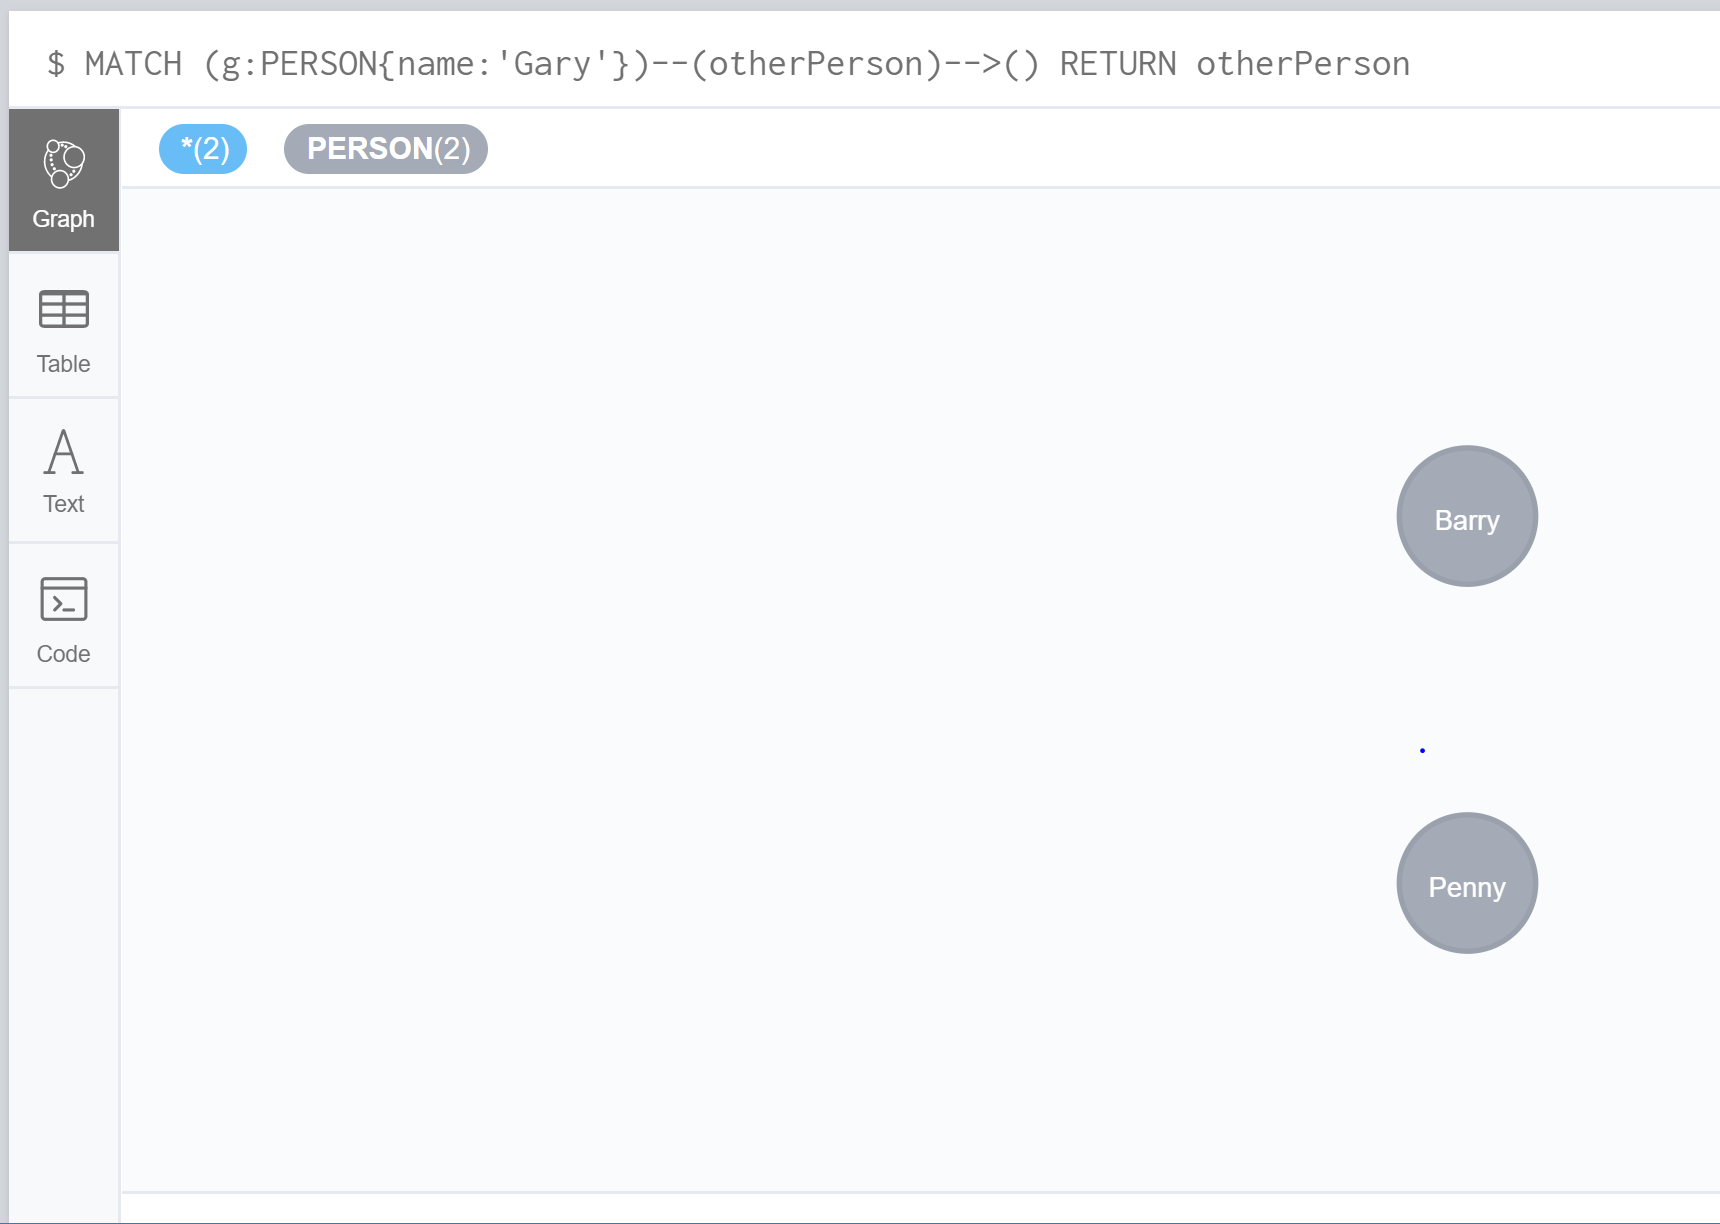 $ MATCH (g:PERSON{name:'Gary'})--(otherPerson)-->() RETURN otherPerson
*(2) PERSON(2)
Graph
Table
Text
Code
Barry
Penny